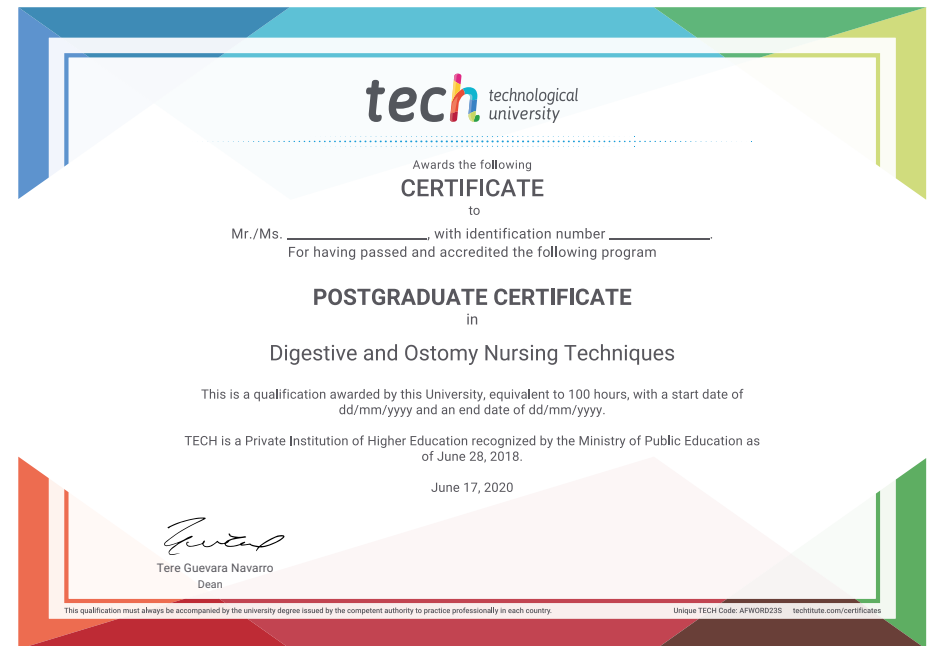 tech technological
university
Awards the following
CERTIFICATE
to
Mr./Ms. ____________________, with identification number ______________.
For having passed and accredited the following program
POSTGRADUATE CERTIFICATE
in
Digestive and Ostomy Nursing Techniques
This is a qualification awarded by this University, equivalent to 100 hours, with a start date of
dd/mm/yyyy and an end date of dd/mm/yyyy.
TECH is a Private Institution of Higher Education recognized by the Ministry of Public Education as
of June 28, 2018.
June 17, 2020
Tere Guevara Navarro
Dean
This qualification must always be accompanied by the university degree issued by the competent authority to practice professionally in each country. Unique TECH Code: AFWORD23S techtitute.com/certificates